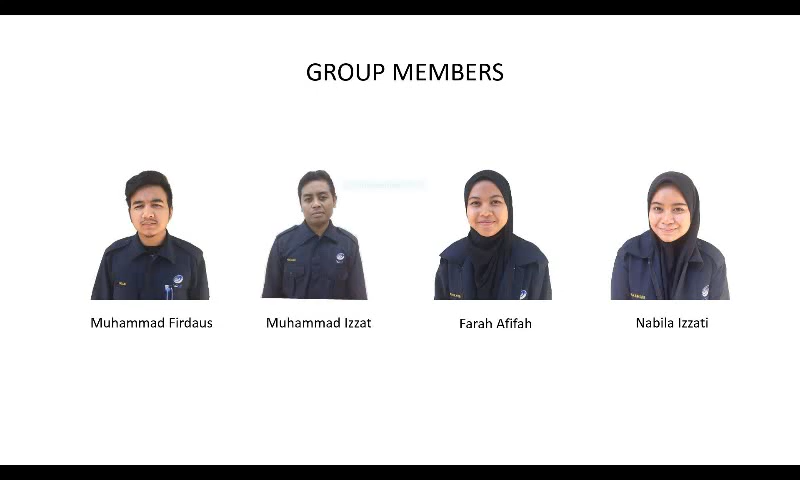 GROUP MEMBERS
Muhammad Firdaus
Muhammad Izzat
Farah Afifah
Nabila Izzati